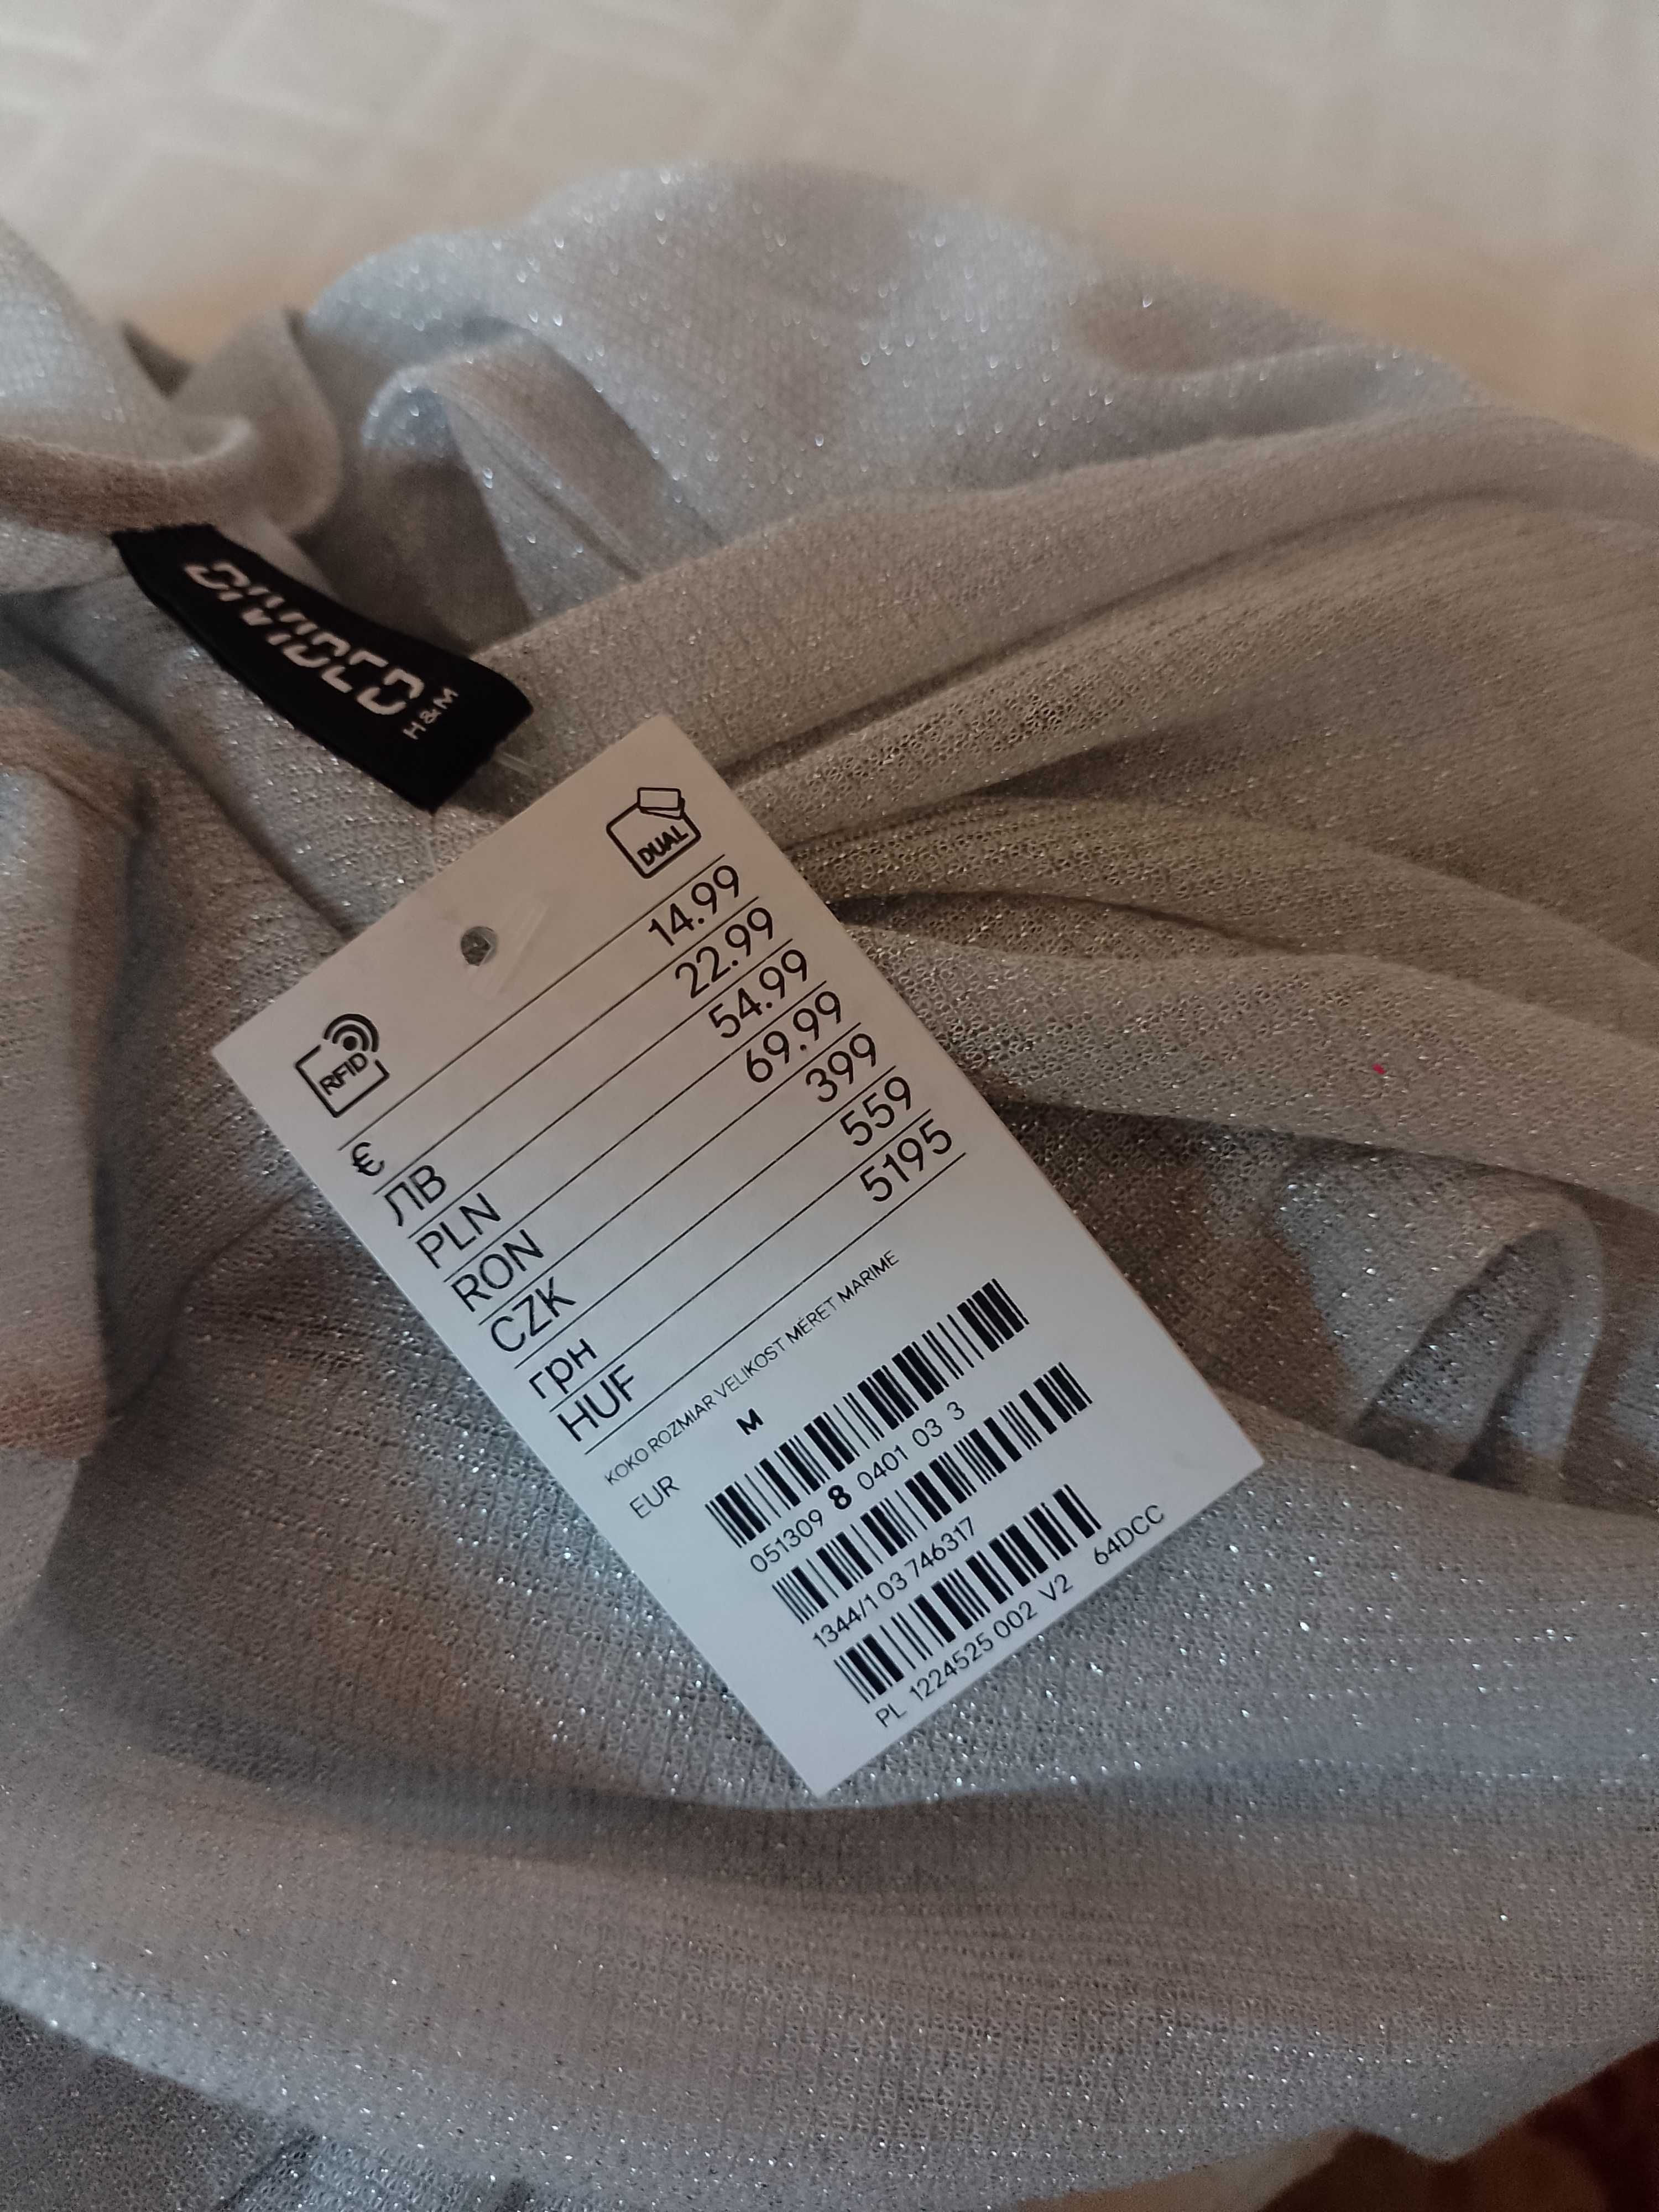 DIVIDED
H&M
DUAL
RFID
€ 14.99
ЛВ 22.99
PLN 54.99
RON 69.99
CZK 399
грн 559
HUF 5195
KOKO ROZMIAR VELIKOST MÉRET MARIME
EUR M
051309 8 0401 03 3
1344/1 03 746317
PL 1224525 002 V2 64DCC